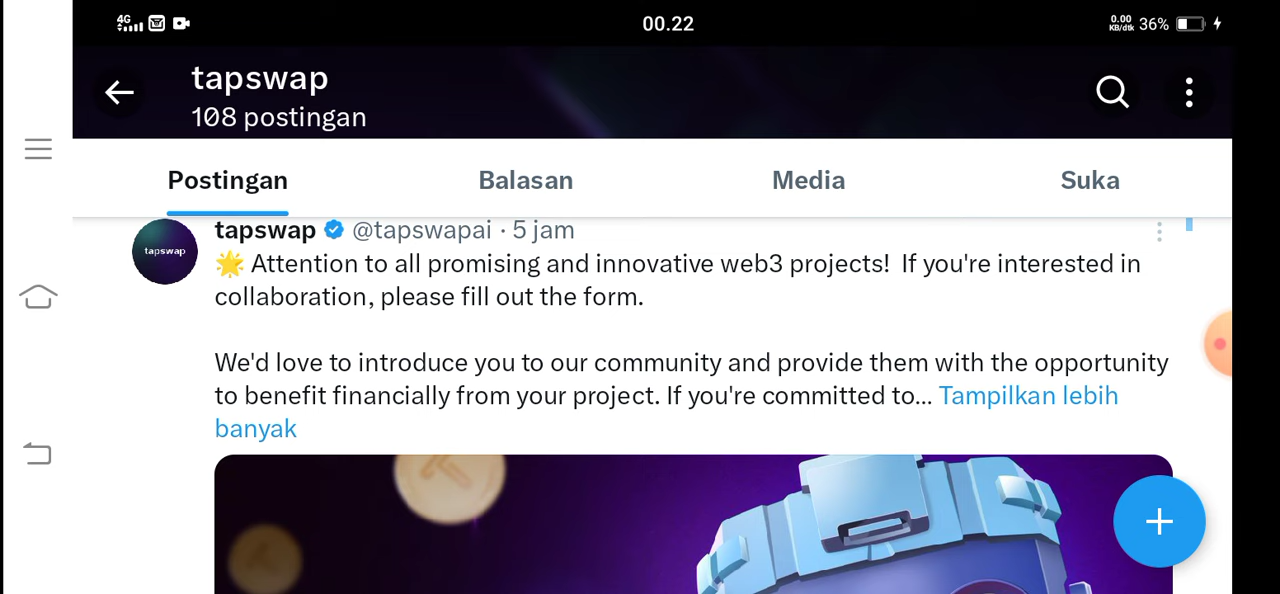 4G
00.22
0.00
KB/dtk
36%
tapswap
108 postingan
Postingan Balasan Media Suka
tapswap @tapswapai · 5 jam
tapswap
🌟 Attention to all promising and innovative web3 projects!  If you're interested in
collaboration, please fill out the form.
We'd love to introduce you to our community and provide them with the opportunity
to benefit financially from your project. If you're committed to... Tampilkan lebih
banyak